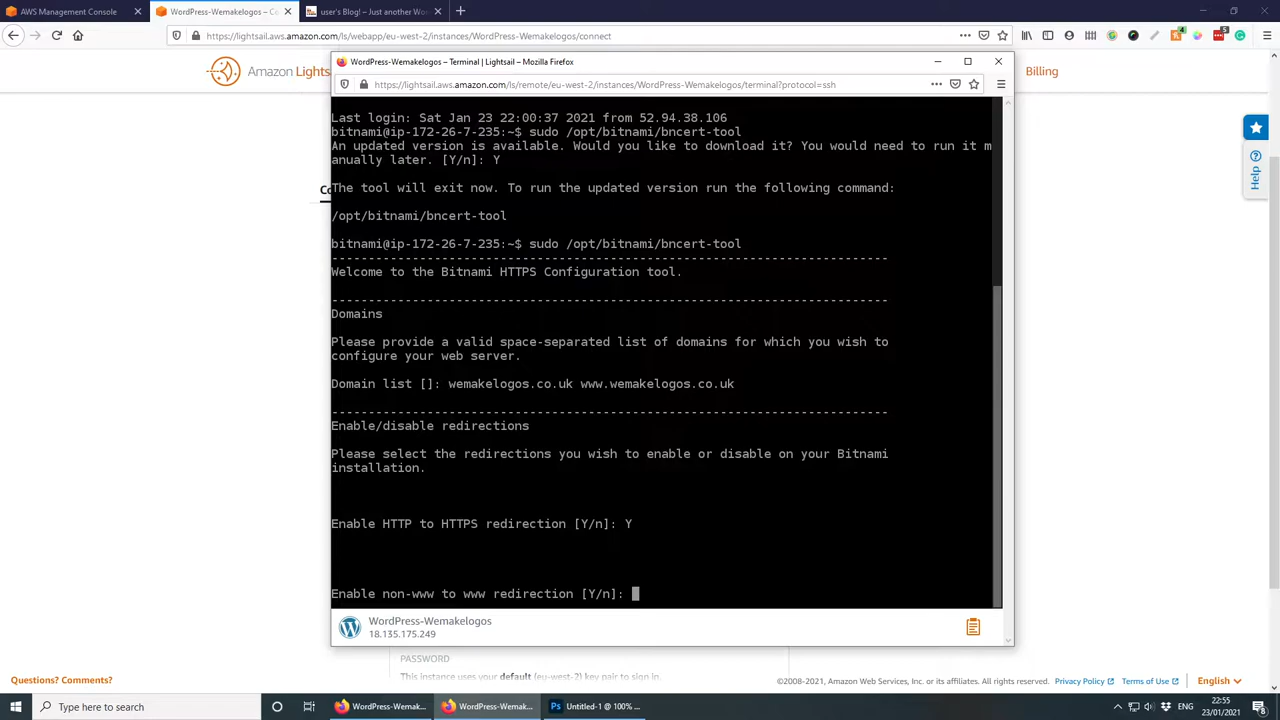 AWS Management Console
WordPress-Wemakelogos – Co
user's Blog! – Just another Wo
https://lightsail.aws.amazon.com/ls/webapp/eu-west-2/instances/WordPress-Wemakelogos/connect
4
5
Amazon Lights
Billing
WordPress-Wemakelogos – Terminal | Lightsail – Mozilla Firefox
https://lightsail.aws.amazon.com/ls/remote/eu-west-2/instances/WordPress-Wemakelogos/terminal?protocol=ssh
Last login: Sat Jan 23 22:00:37 2021 from 52.94.38.106
bitnami@ip-172-26-7-235:~$ sudo /opt/bitnami/bncert-tool
An updated version is available. Would you like to download it? You would need to run it m
anually later. [Y/n]: Y
The tool will exit now. To run the updated version run the following command:
Co
/opt/bitnami/bncert-tool
bitnami@ip-172-26-7-235:~$ sudo /opt/bitnami/bncert-tool
----------------------------------------------------------------------------
Welcome to the Bitnami HTTPS Configuration tool.
----------------------------------------------------------------------------
Domains
Please provide a valid space-separated list of domains for which you wish to
configure your web server.
Domain list []: wemakelogos.co.uk www.wemakelogos.co.uk
----------------------------------------------------------------------------
Enable/disable redirections
Please select the redirections you wish to enable or disable on your Bitnami
installation.
Enable HTTP to HTTPS redirection [Y/n]: Y
Enable non-www to www redirection [Y/n]:
Help
WordPress-Wemakelogos
18.135.175.249
PASSWORD
This instance uses your default (eu-west-2) key pair to sign in.
Questions? Comments?
©2008-2021, Amazon Web Services, Inc. or its affiliates. All rights reserved.
Privacy Policy
Terms of Use
English
Type here to search
WordPress-Wemak...
WordPress-Wemak...
Untitled-1 @ 100% ...
ENG
22:55
23/01/2021
8